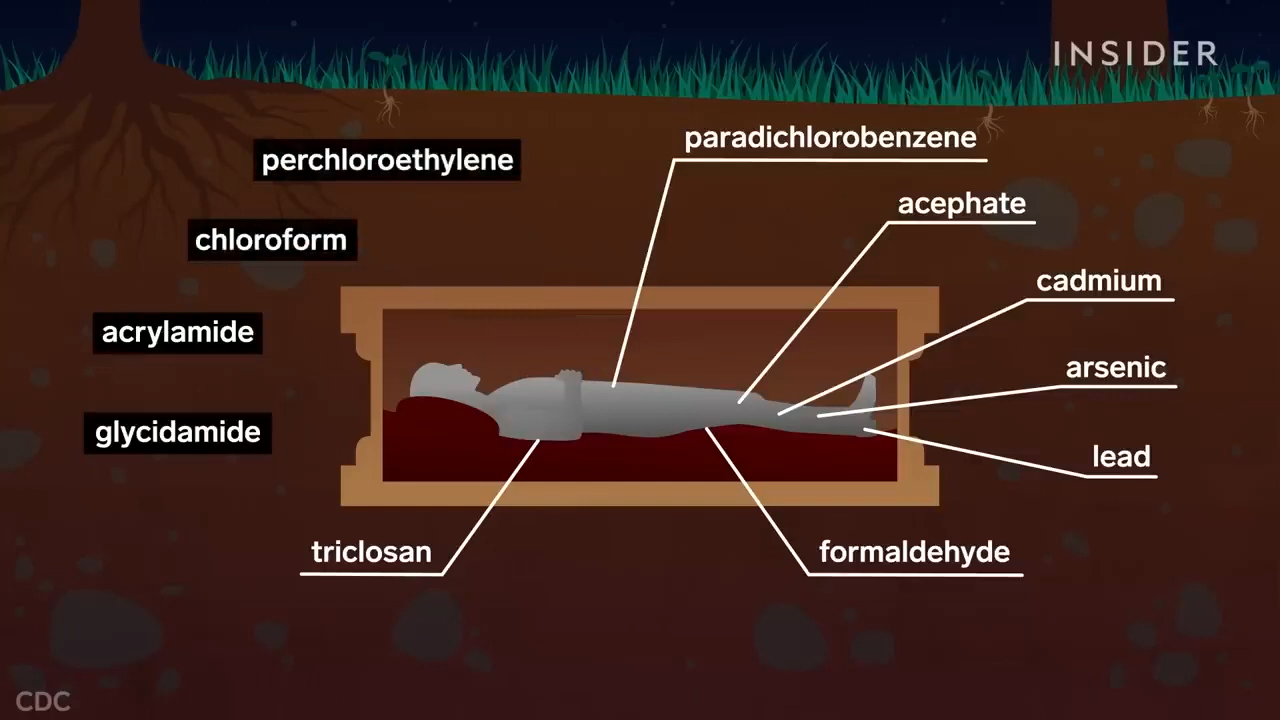 INSIDER
paradichlorobenzene
perchloroethylene
acephate
chloroform
cadmium
acrylamide
arsenic
glycidamide
lead
triclosan
formaldehyde
CDC